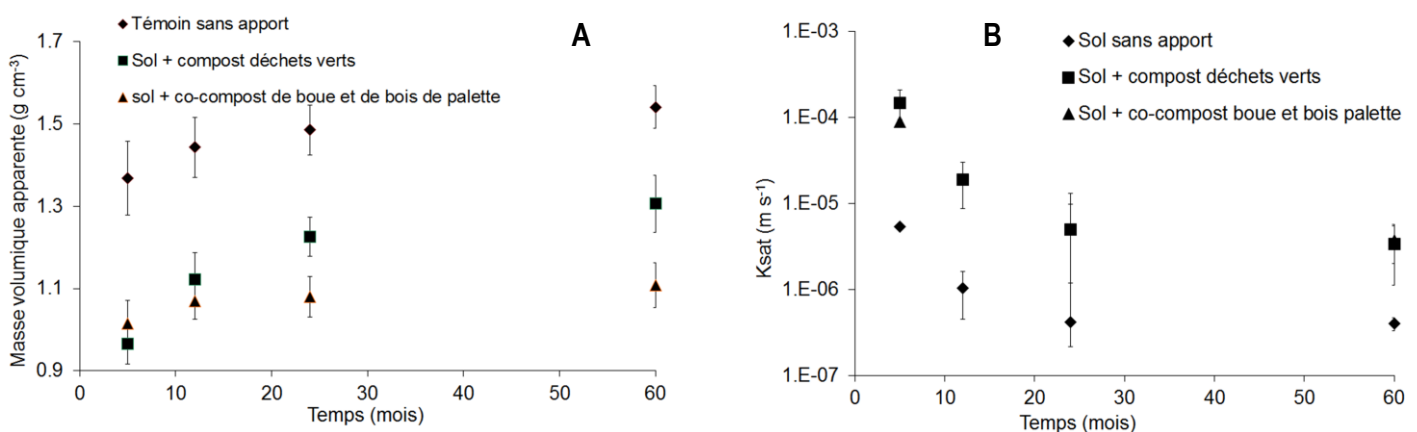 Témoin sans apport
A
Sol + compost déchets verts
sol + co-compost de boue et de bois de palette
Masse volumique apparente (g cm-3)
1.7
1.5
1.3
1.1
0.9
0 10 20 30 40 50 60
Temps (mois)
B
Sol sans apport
Sol + compost déchets verts
Sol + co-compost boue et bois palette
Ksat (m s-1)
1.E-03
1.E-04
1.E-05
1.E-06
1.E-07
0 10 20 30 40 50 60
Temps (mois)